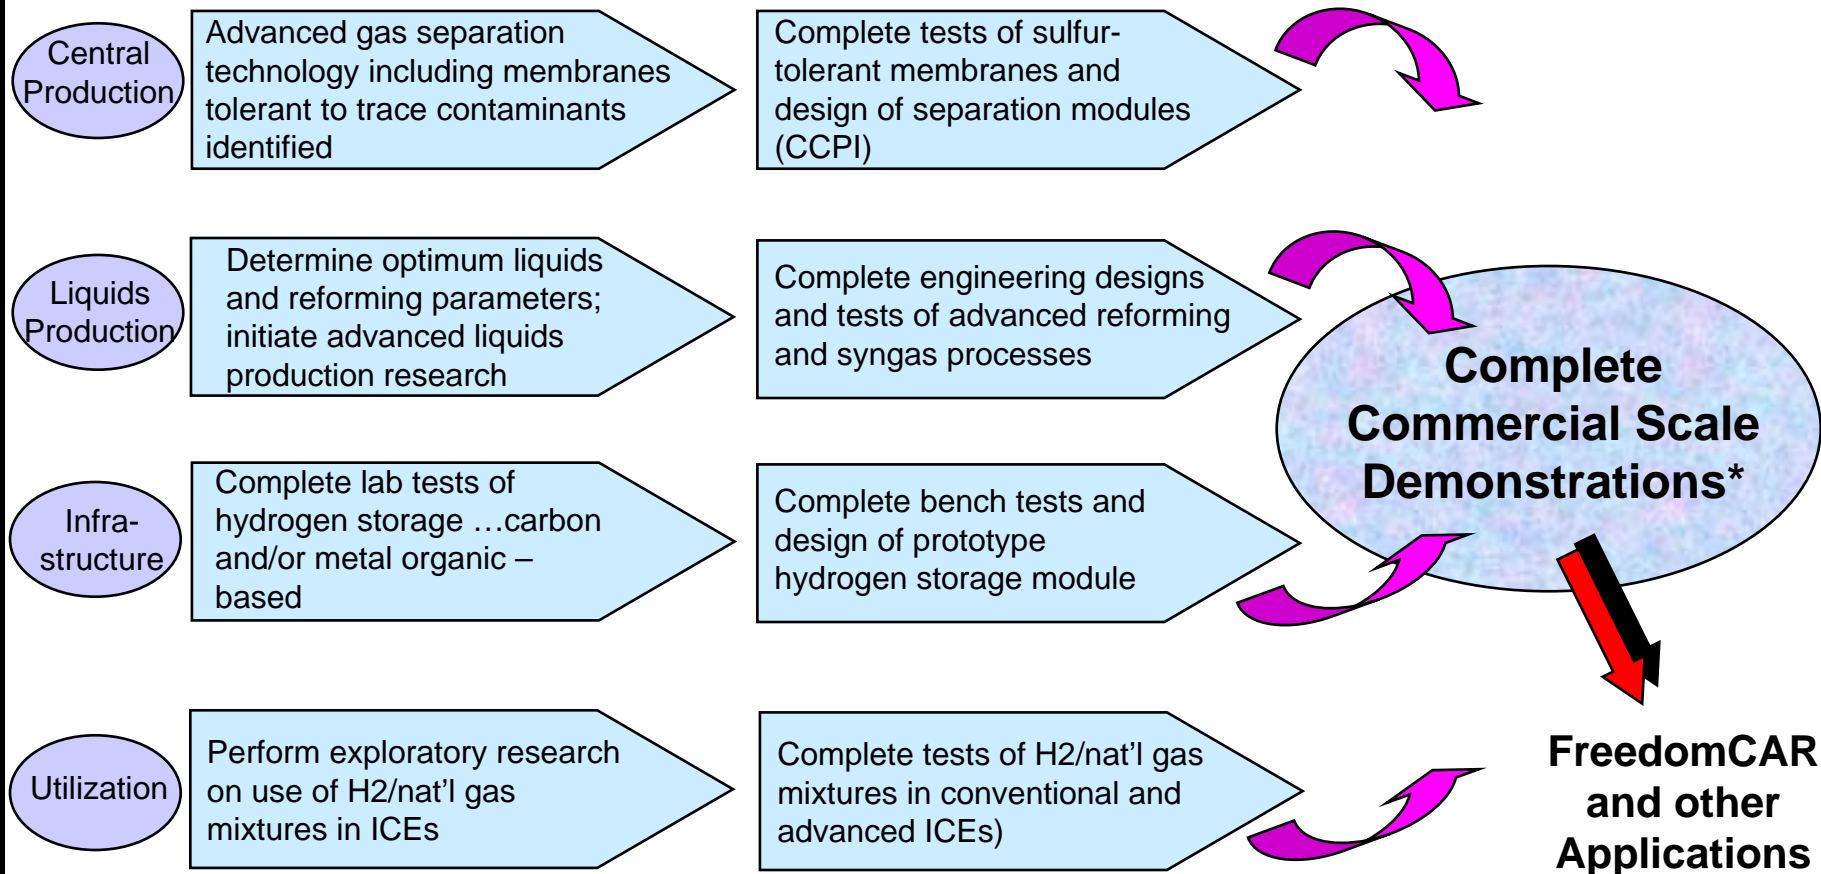 Central
Production
Advanced gas separation
technology including membranes
tolerant to trace contaminants
identified
Complete tests of sulfur-
tolerant membranes and
design of separation modules
(CCPI)
Liquids
Production
Determine optimum liquids
and reforming parameters;
initiate advanced liquids
production research
Complete engineering designs
and tests of advanced reforming
and syngas processes
Complete
Commercial Scale
Demonstrations*
Infra-
structure
Complete lab tests of
hydrogen storage …carbon
and/or metal organic –
based
Complete bench tests and
design of prototype
hydrogen storage module
Utilization
Perform exploratory research
on use of H2/nat’l gas
mixtures in ICEs
Complete tests of H2/nat’l gas
mixtures in conventional and
advanced ICEs)
FreedomCAR
and other
Applications